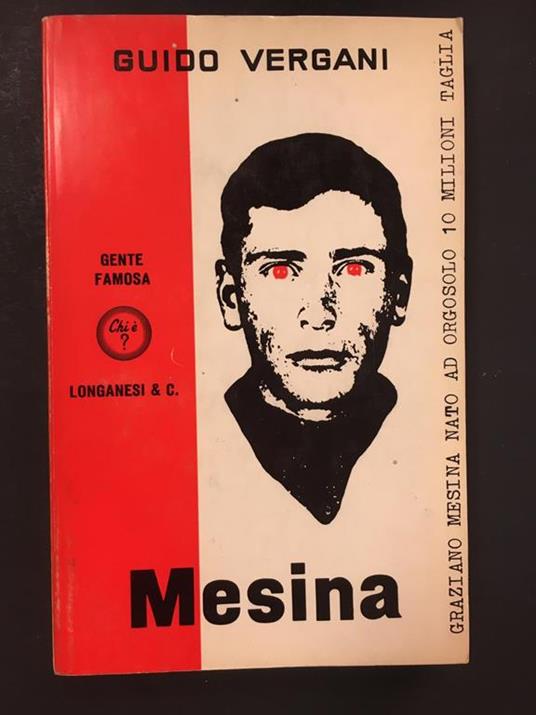 GUIDO VERGANI
GENTE
FAMOSA
Chi è
?
LONGANESI & C.
Mesina
GRAZIANO MESINA NATO AD ORGOSOLO 10 MILIONI TAGLIA